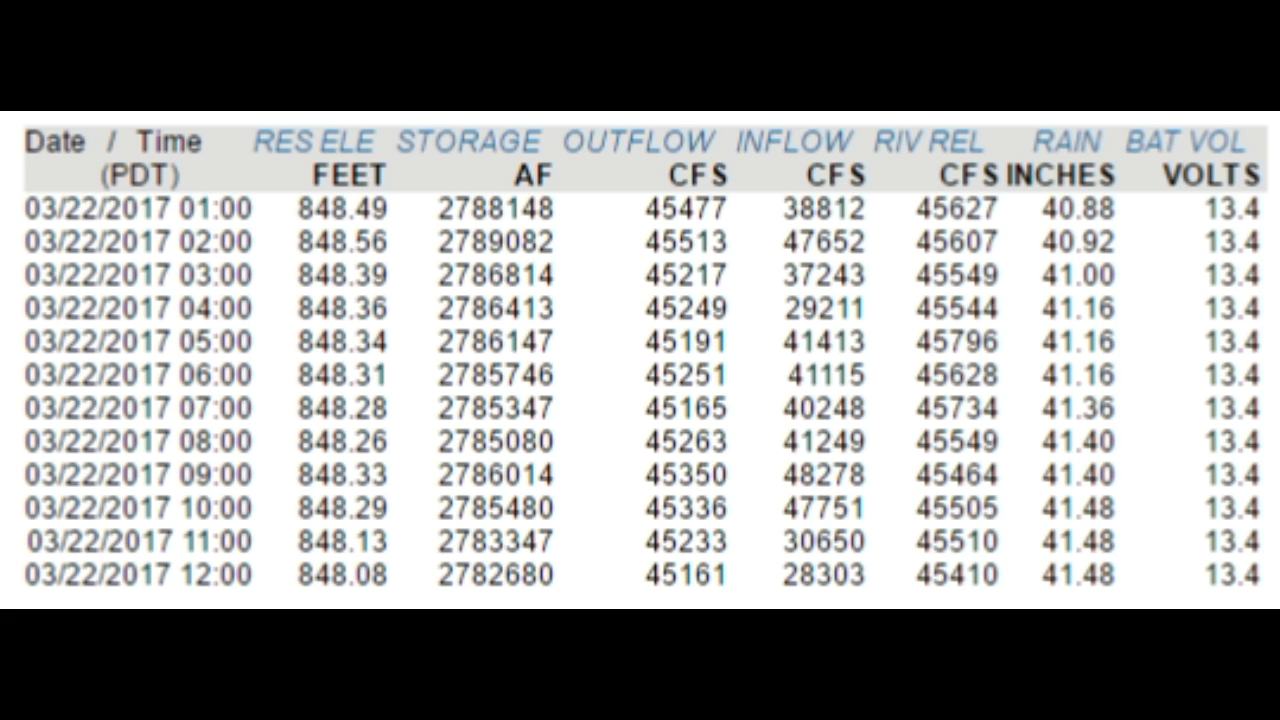 Date / Time RES ELE STORAGE OUTFLOW INFLOW RIV REL RAIN BAT VOL
(PDT) FEET AF CFS CFS CFS INCHES VOLTS
03/22/2017 01:00 848.49 2788148 45477 38812 45627 40.88 13.4
03/22/2017 02:00 848.56 2789082 45513 47652 45607 40.92 13.4
03/22/2017 03:00 848.39 2786814 45217 37243 45549 41.00 13.4
03/22/2017 04:00 848.36 2786413 45249 29211 45544 41.16 13.4
03/22/2017 05:00 848.34 2786147 45191 41413 45796 41.16 13.4
03/22/2017 06:00 848.31 2785746 45251 41115 45628 41.16 13.4
03/22/2017 07:00 848.28 2785347 45165 40248 45734 41.36 13.4
03/22/2017 08:00 848.26 2785080 45263 41249 45549 41.40 13.4
03/22/2017 09:00 848.33 2786014 45350 48278 45464 41.40 13.4
03/22/2017 10:00 848.29 2785480 45336 47751 45505 41.48 13.4
03/22/2017 11:00 848.13 2783347 45233 30650 45510 41.48 13.4
03/22/2017 12:00 848.08 2782680 45161 28303 45410 41.48 13.4